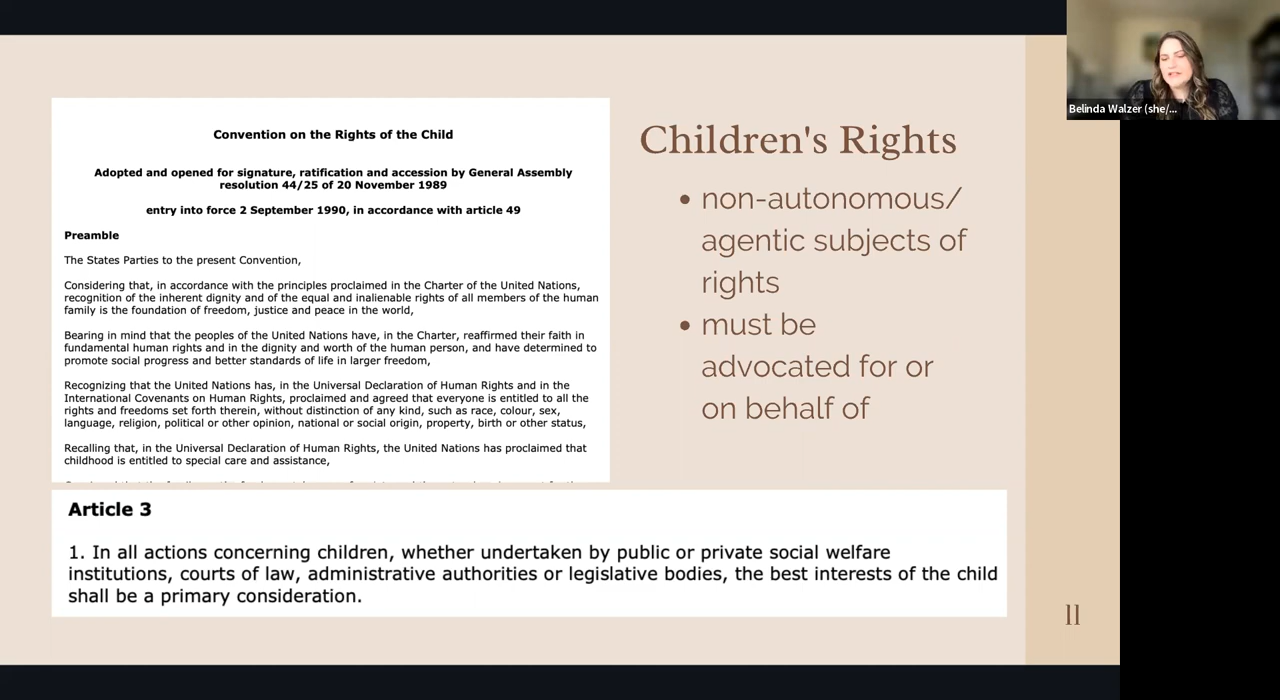 Belinda Walzer (she/...
Convention on the Rights of the Child
Adopted and opened for signature, ratification and accession by General Assembly
resolution 44/25 of 20 November 1989
entry into force 2 September 1990, in accordance with article 49
Preamble
The States Parties to the present Convention,
Considering that, in accordance with the principles proclaimed in the Charter of the United Nations,
recognition of the inherent dignity and of the equal and inalienable rights of all members of the human
family is the foundation of freedom, justice and peace in the world,
Bearing in mind that the peoples of the United Nations have, in the Charter, reaffirmed their faith in
fundamental human rights and in the dignity and worth of the human person, and have determined to
promote social progress and better standards of life in larger freedom,
Recognizing that the United Nations has, in the Universal Declaration of Human Rights and in the
International Covenants on Human Rights, proclaimed and agreed that everyone is entitled to all the
rights and freedoms set forth therein, without distinction of any kind, such as race, colour, sex,
language, religion, political or other opinion, national or social origin, property, birth or other status,
Recalling that, in the Universal Declaration of Human Rights, the United Nations has proclaimed that
childhood is entitled to special care and assistance,
Children's Rights
• non-autonomous/
agentic subjects of
rights
• must be
advocated for or
on behalf of
Article 3
1. In all actions concerning children, whether undertaken by public or private social welfare
institutions, courts of law, administrative authorities or legislative bodies, the best interests of the child
shall be a primary consideration.
11